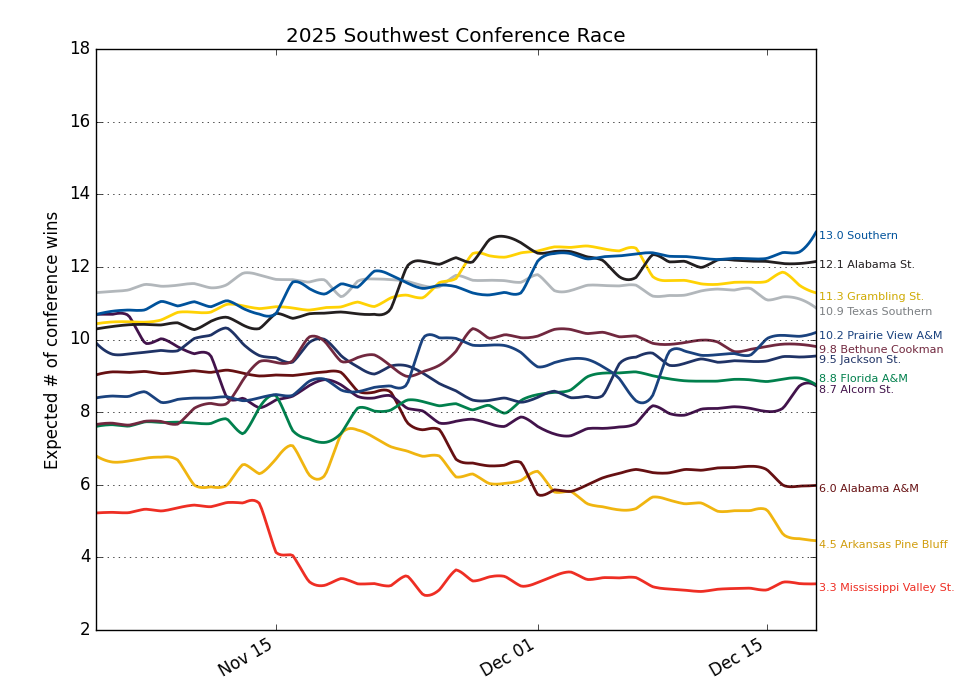 2025 Southwest Conference Race
Expected # of conference wins
18
16
14
12
10
8
6
4
2
Nov 15
Dec 01
Dec 15
13.0 Southern
12.1 Alabama St.
11.3 Grambling St.
10.9 Texas Southern
10.2 Prairie View A&M
9.8 Bethune Cookman
9.5 Jackson St.
8.8 Florida A&M
8.7 Alcorn St.
6.0 Alabama A&M
4.5 Arkansas Pine Bluff
3.3 Mississippi Valley St.